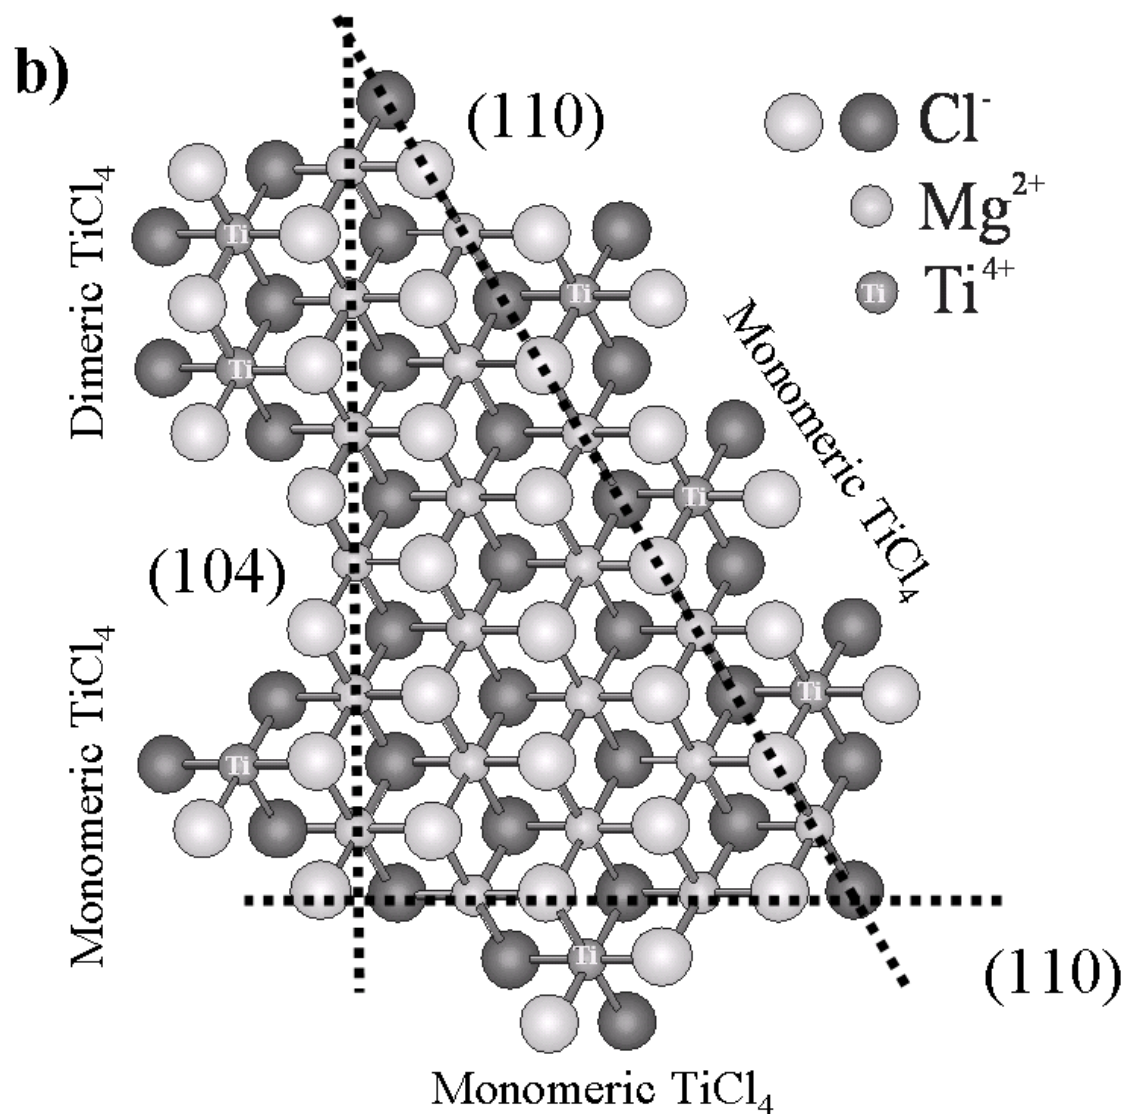 b)
(110)
Cl⁻
Mg²⁺
Ti Ti⁴⁺
Dimeric TiCl₄
Ti
Ti
Ti
Monomeric TiCl₄
Ti
(104)
Ti
Monomeric TiCl₄
Ti
Ti
(110)
Monomeric TiCl₄